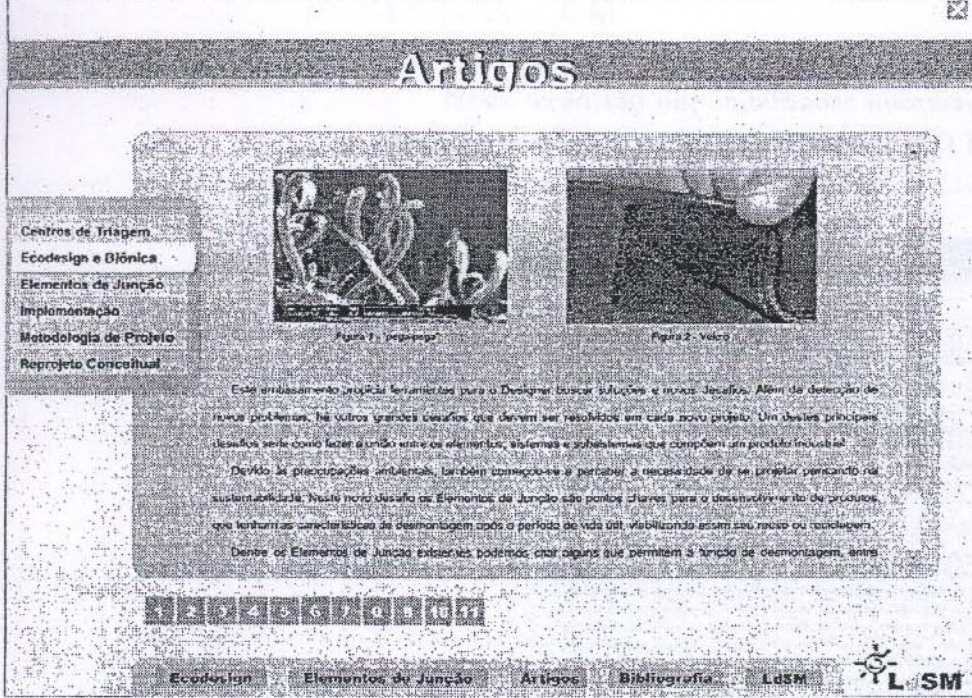 Artigos
Centros de Triagem
Ecodesign e Biônica
Elementos de Junção
Implementação
Metodologia de Projeto
Reprojeto Conceitual
Figura 1 - "pega-pega"
Figura 2 - Velcro
Este embasamento propicia ferramentas para o Designer buscar soluções e novos desafios. Além da detecção de
novos problemas, há outros grandes desafios que devem ser resolvidos em cada novo projeto. Um destes principais
desafios seria como fazer a união entre os elementos, sistemas e subsistemas que compõem um produto industrial.
Devido às preocupações ambientais, também começou-se a perceber a necessidade de se projetar pensando na
sustentabilidade. Neste novo desafio os Elementos de Junção são pontos chaves para o desenvolvimento de produtos
que tenham as características de desmontagem após o período de vida útil, viabilizando assim seu reuso ou reciclagem.
Dentre os Elementos de Junção existentes podemos citar alguns que permitem a função de desmontagem, entre
1 2 3 4 5 6 7 8 9 10 11
Ecodesign Elementos de Junção Artigos Bibliografia LdSM
L SM